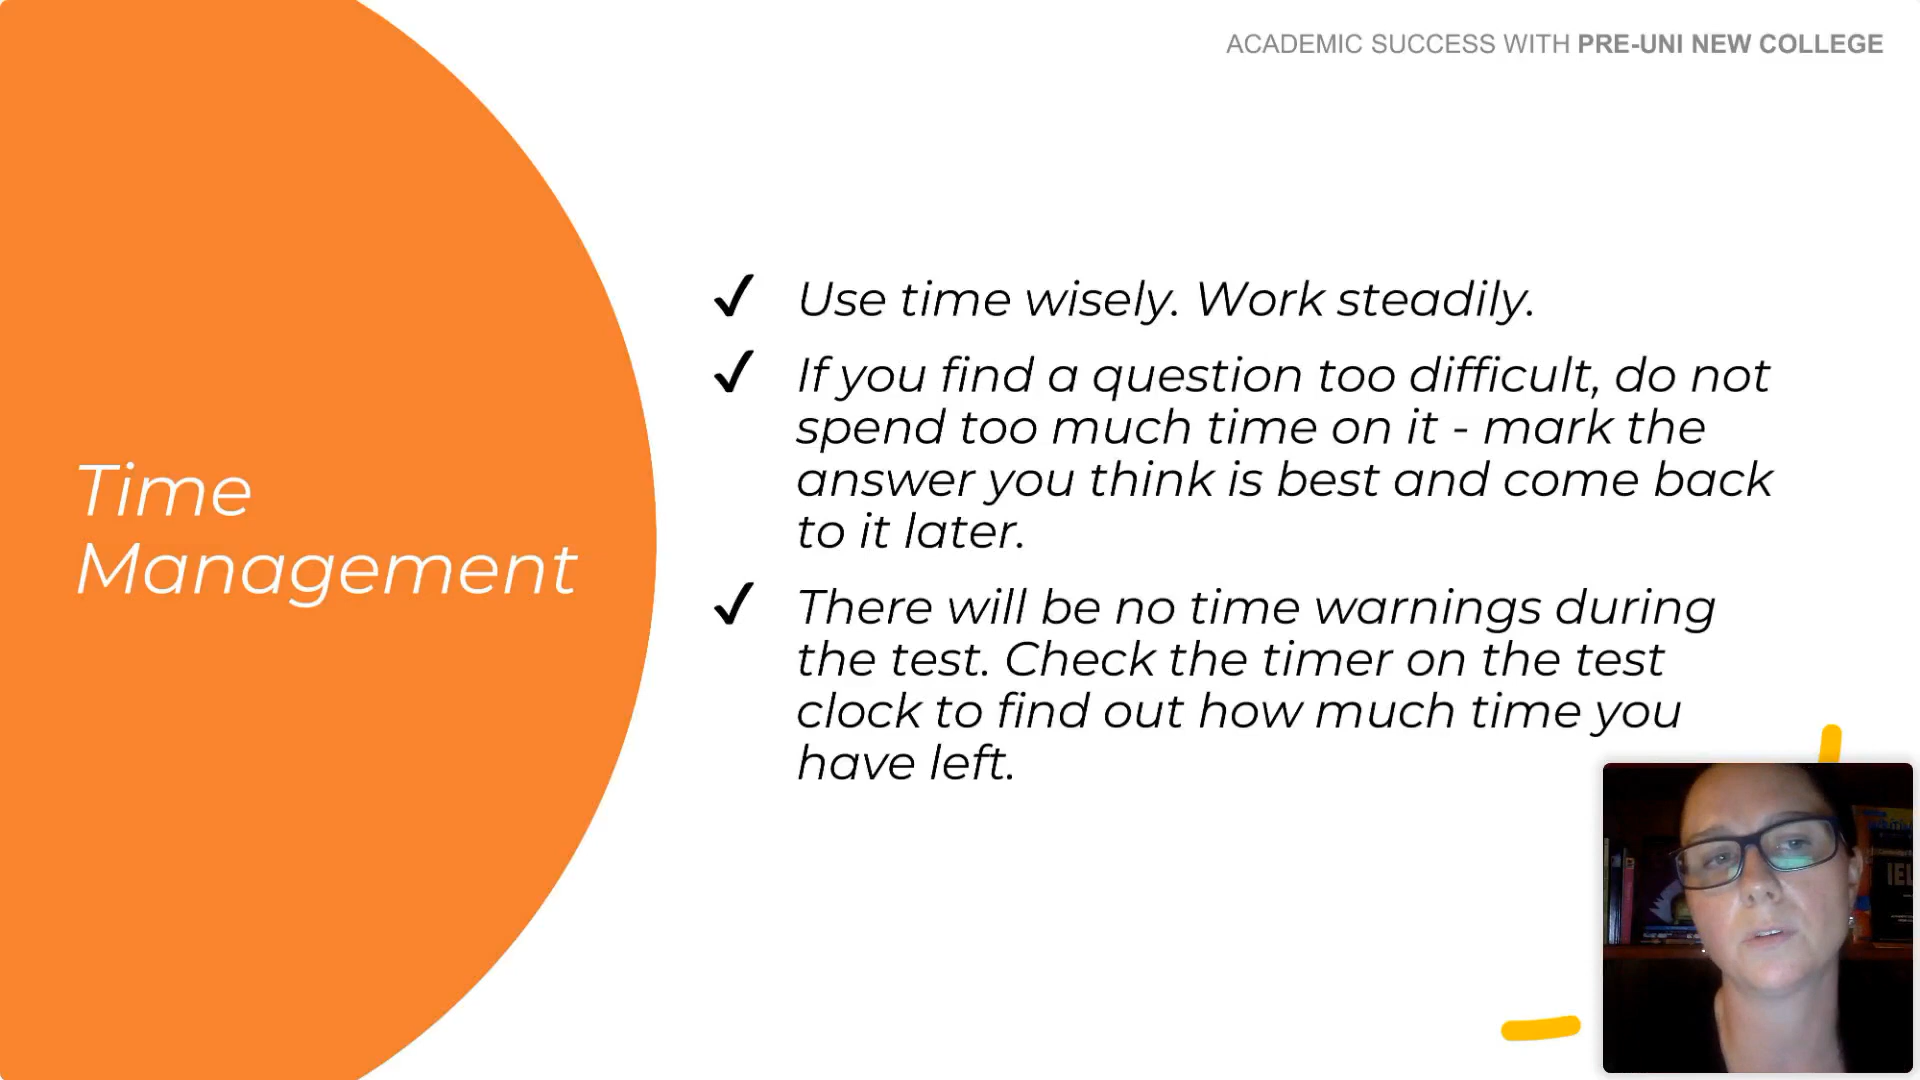 ACADEMIC SUCCESS WITH PRE-UNI NEW COLLEGE
Time
Management
✓ Use time wisely. Work steadily.
✓ If you find a question too difficult, do not
spend too much time on it - mark the
answer you think is best and come back
to it later.
✓ There will be no time warnings during
the test. Check the timer on the test
clock to find out how much time you
have left.